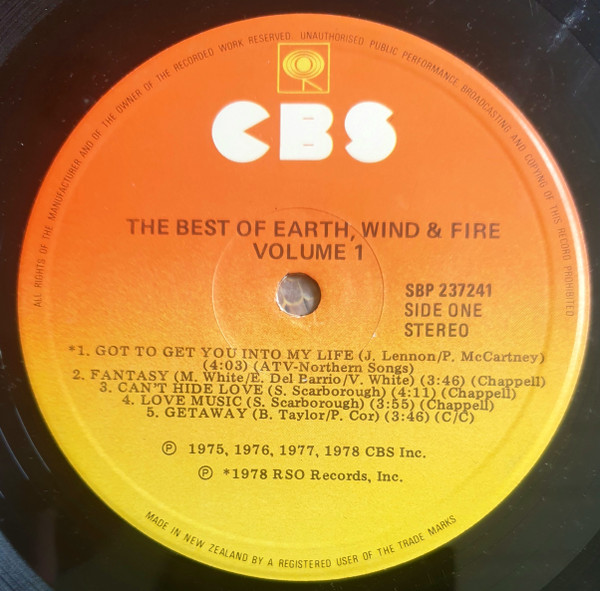 ALL RIGHTS OF THE MANUFACTURER AND OF THE OWNER OF THE RECORDED WORK RESERVED. UNAUTHORISED PUBLIC PERFORMANCE BROADCASTING AND COPYING OF THIS RECORD PROHIBITED
CBS
THE BEST OF EARTH, WIND & FIRE
VOLUME 1
SBP 237241
SIDE ONE
STEREO
*1. GOT TO GET YOU INTO MY LIFE (J. Lennon/P. McCartney)
(4:03) (ATV-Northern Songs)
2. FANTASY (M. White/E. Del Barrio/V. White) (3:46) (Chappell)
3. CAN'T HIDE LOVE (S. Scarborough) (4:11) (Chappell)
4. LOVE MUSIC (S. Scarborough) (3:55) (Chappell)
5. GETAWAY (B. Taylor/P. Cor) (3:46) (C/C)
℗ 1975, 1976, 1977, 1978 CBS Inc.
℗ *1978 RSO Records, Inc.
MADE IN NEW ZEALAND BY A REGISTERED USER OF THE TRADE MARKS